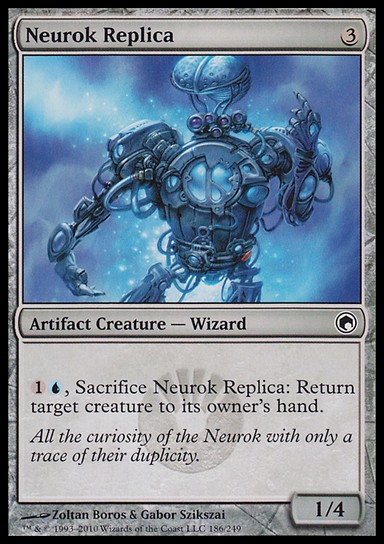 Neurok Replica 3
Artifact Creature — Wizard
1, Sacrifice Neurok Replica: Return
target creature to its owner's hand.
All the curiosity of the Neurok with only a
trace of their duplicity.
Zoltan Boros & Gabor Szikszai
™ & © 1993–2010 Wizards of the Coast LLC 186/249
1/4